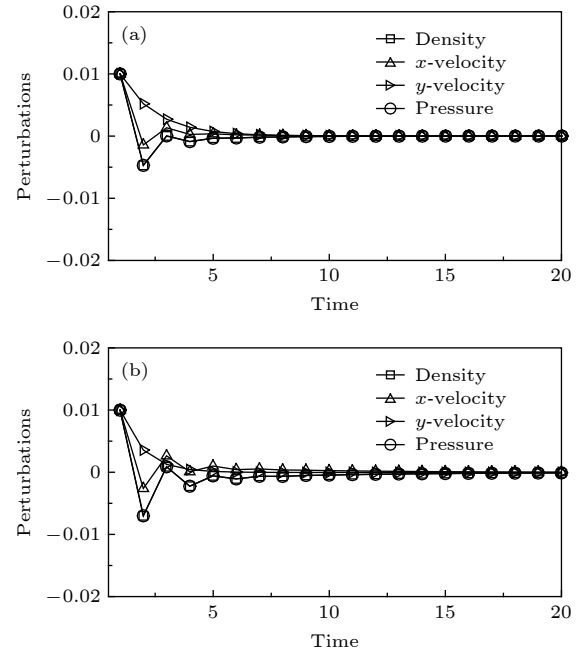 0.02
(a)
Density
x-velocity
0.01
y-velocity
Pressure
0
Perturbations
−0.01
−0.02
5 10 15 20
Time
0.02
(b)
Density
x-velocity
0.01
y-velocity
Pressure
0
Perturbations
−0.01
−0.02
5 10 15 20
Time